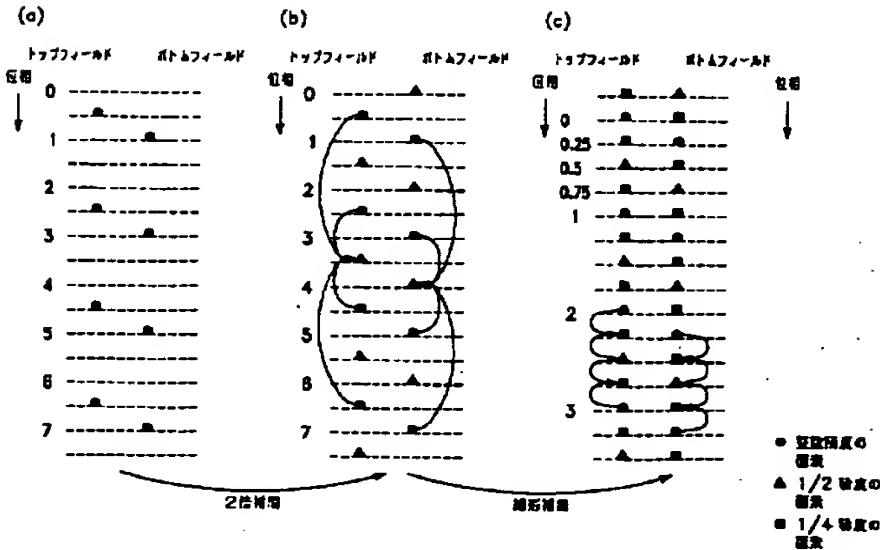 (a)
(b)
(c)
トップフィールド ボトムフィールド
トップフィールド ボトムフィールド
トップフィールド ボトムフィールド
位相
位相
位相
位相
0
1
2
3
4
5
6
7
0
1
2
3
4
5
6
7
0
0.25
0.5
0.75
1
2
3
2倍補間
線形補間
整数精度の
画素
1/2 精度の
画素
1/4 精度の
画素